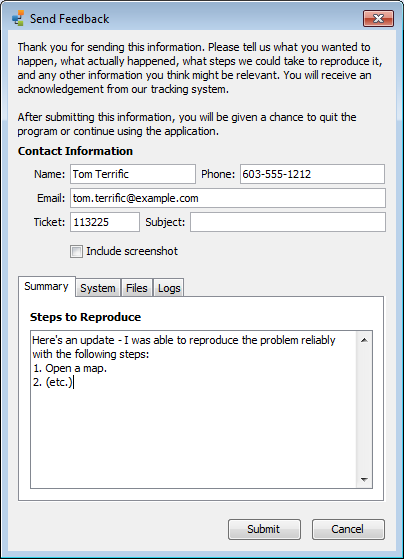 Send Feedback
Thank you for sending this information. Please tell us what you wanted to
happen, what actually happened, what steps we could take to reproduce it,
and any other information you think might be relevant. You will receive an
acknowledgement from our tracking system.
After submitting this information, you will be given a chance to quit the
program or continue using the application.
Contact Information
Name: Tom Terrific Phone: 603-555-1212
Email: tom.terrific@example.com
Ticket: 113225 Subject:
Include screenshot
Summary System Files Logs
Steps to Reproduce
Here's an update - I was able to reproduce the problem reliably
with the following steps:
1. Open a map.
2. (etc.)
Submit Cancel